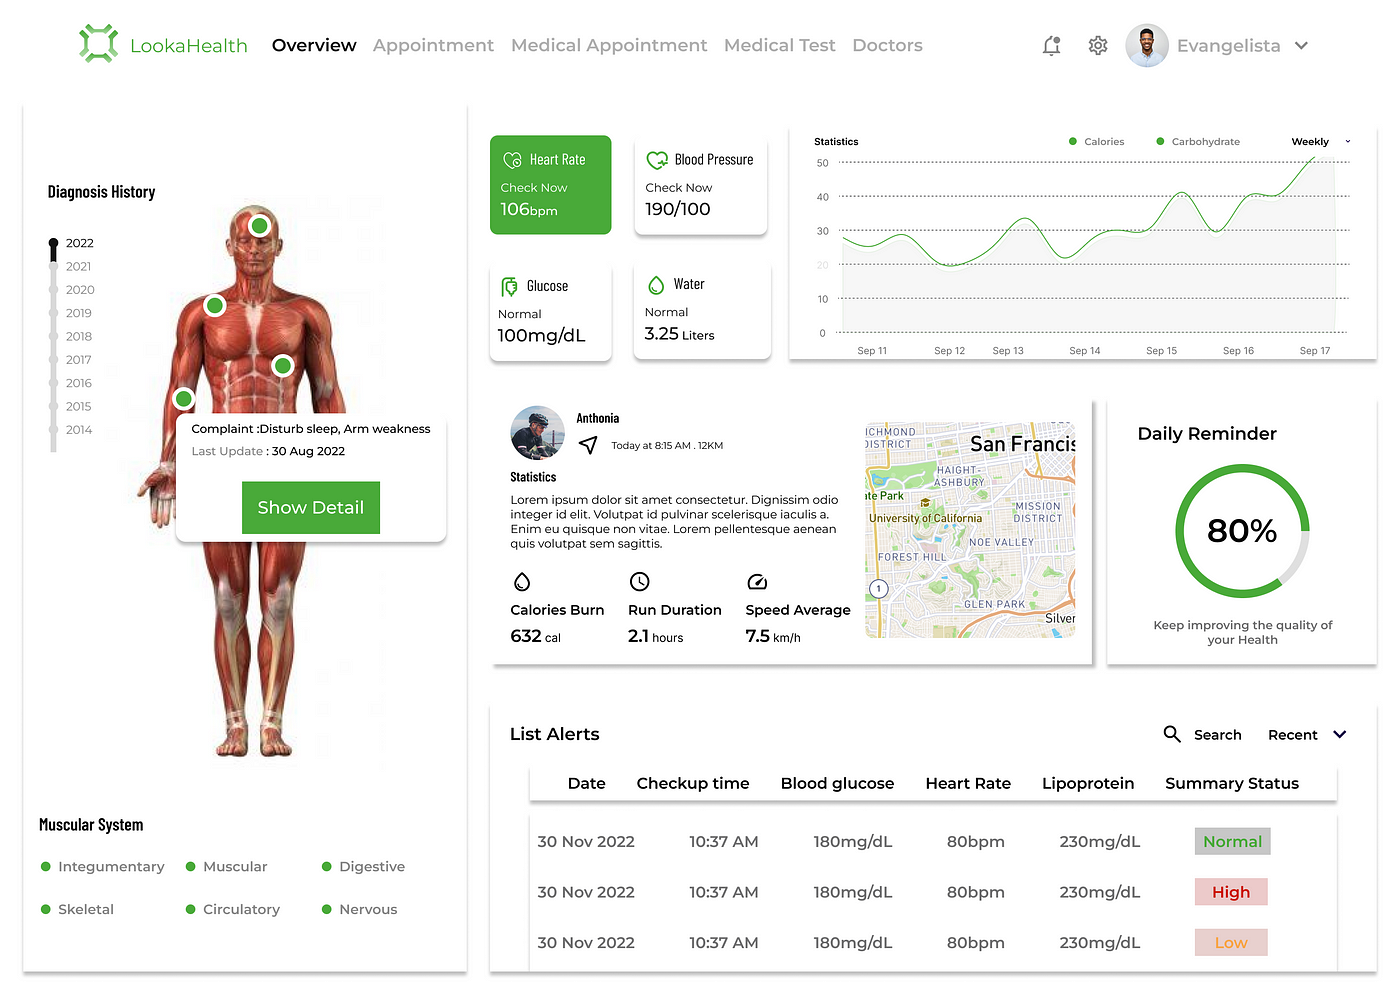 LookaHealth Overview Appointment Medical Appointment Medical Test Doctors Evangelista
Diagnosis History
2022
2021
2020
2019
2018
2017
2016
2015
2014
Complaint :Disturb sleep, Arm weakness
Last Update : 30 Aug 2022
Show Detail
Muscular System
Integumentary Muscular Digestive
Skeletal Circulatory Nervous
Heart Rate
Check Now
106bpm
Blood Pressure
Check Now
190/100
Glucose
Normal
100mg/dL
Water
Normal
3.25 Liters
Statistics Calories Carbohydrate Weekly
50
40
30
20
10
0
Sep 11 Sep 12 Sep 13 Sep 14 Sep 15 Sep 16 Sep 17
Anthonia
Today at 8:15 AM . 12KM
Statistics
Lorem ipsum dolor sit amet consectetur. Dignissim odio
integer id elit. Volutpat id pulvinar scelerisque iaculis a.
Enim eu quisque non vitae. Lorem pellentesque aenean
quis volutpat sem sagittis.
Calories Burn Run Duration Speed Average
632 cal 2.1 hours 7.5 km/h
ICHMOND
DISTRICT
San Francis
HAIGHT-
ASHBURY
ate Park
University of California
MISSION
DISTRICT
NOE VALLEY
FOREST HILL
1
GLEN PARK
Silver
Daily Reminder
80%
Keep improving the quality of
your Health
List Alerts Search Recent
Date Checkup time Blood glucose Heart Rate Lipoprotein Summary Status
30 Nov 2022 10:37 AM 180mg/dL 80bpm 230mg/dL Normal
30 Nov 2022 10:37 AM 180mg/dL 80bpm 230mg/dL High
30 Nov 2022 10:37 AM 180mg/dL 80bpm 230mg/dL Low